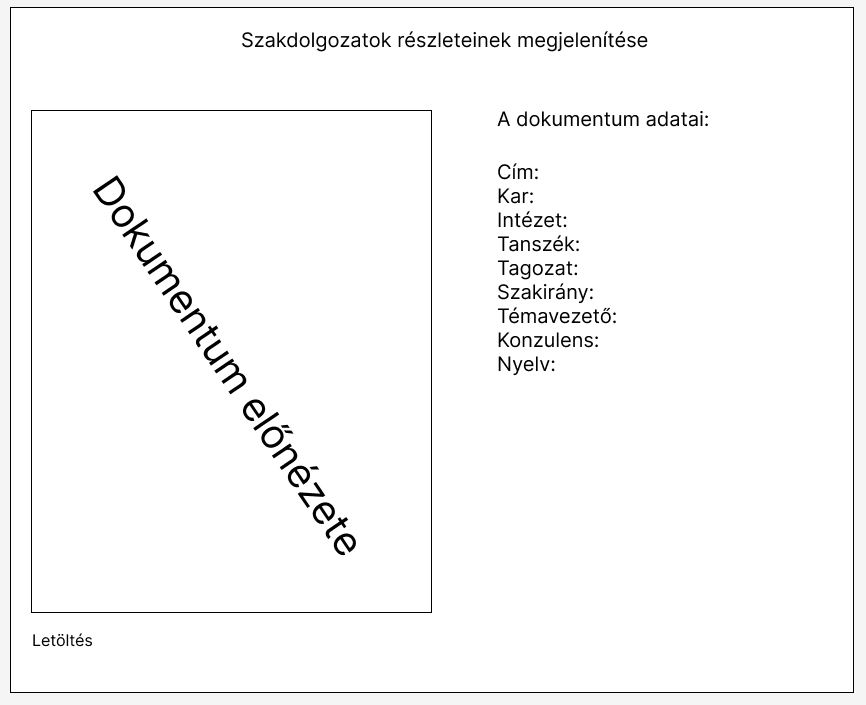 Szakdolgozatok részleteinek megjelenítése
Dokumentum előnézete
Letöltés
A dokumentum adatai:
Cím:
Kar:
Intézet:
Tanszék:
Tagozat:
Szakirány:
Témavezető:
Konzulens:
Nyelv: